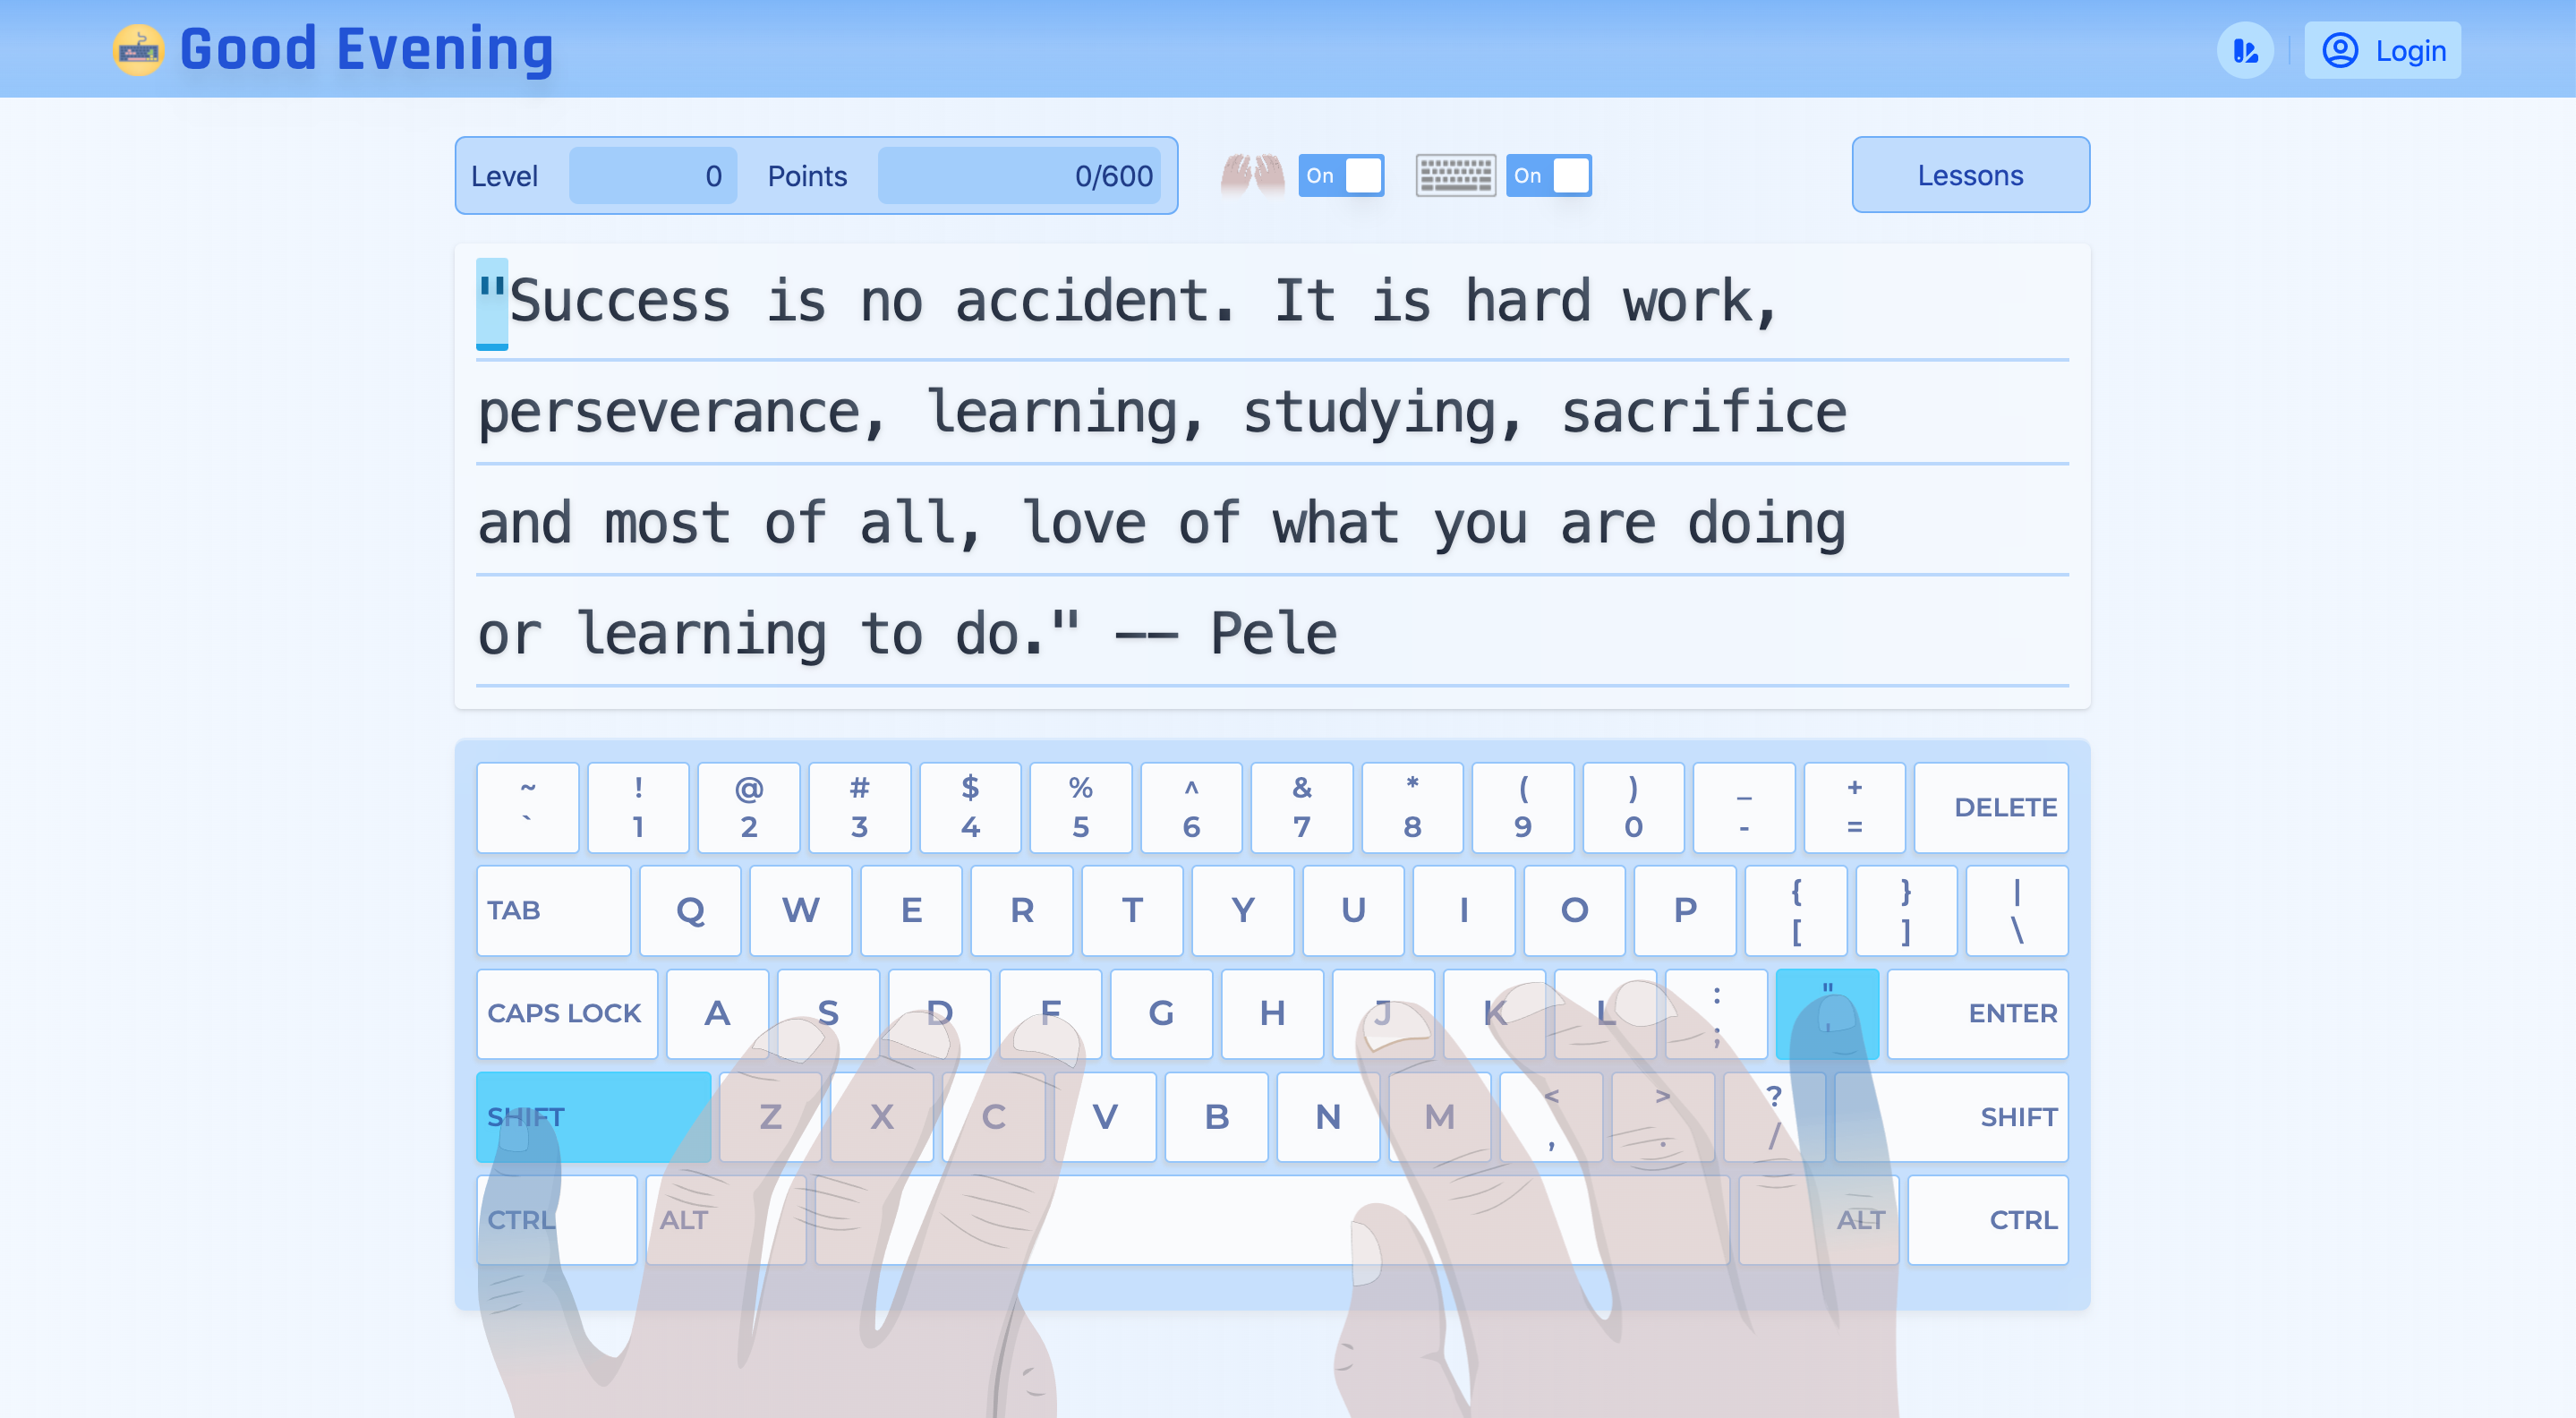 Good Evening
Login
Level 0 Points 0/600 On On Lessons
"Success is no accident. It is hard work,
perseverance, learning, studying, sacrifice
and most of all, love of what you are doing
or learning to do." -- Pele
~ ! @ # $ % ^ & * ( ) _ +
` 1 2 3 4 5 6 7 8 9 0 - = DELETE
TAB Q W E R T Y U I O P { } |
[ ] \
CAPS LOCK A S D F G H J K L : " ENTER
; '
SHIFT Z X C V B N M < > ? SHIFT
, . /
CTRL ALT ALT CTRL